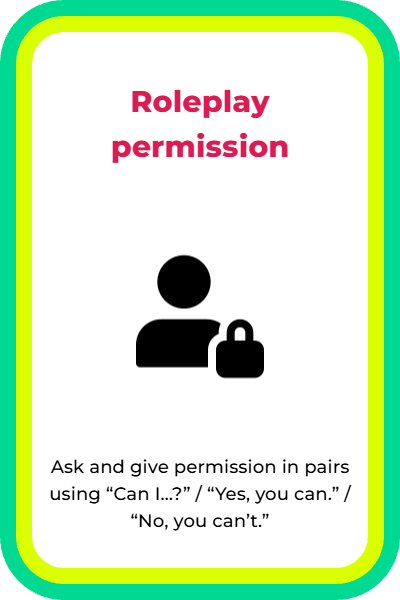 Roleplay
permission
Ask and give permission in pairs
using “Can I...?” / “Yes, you can.” /
“No, you can’t.”